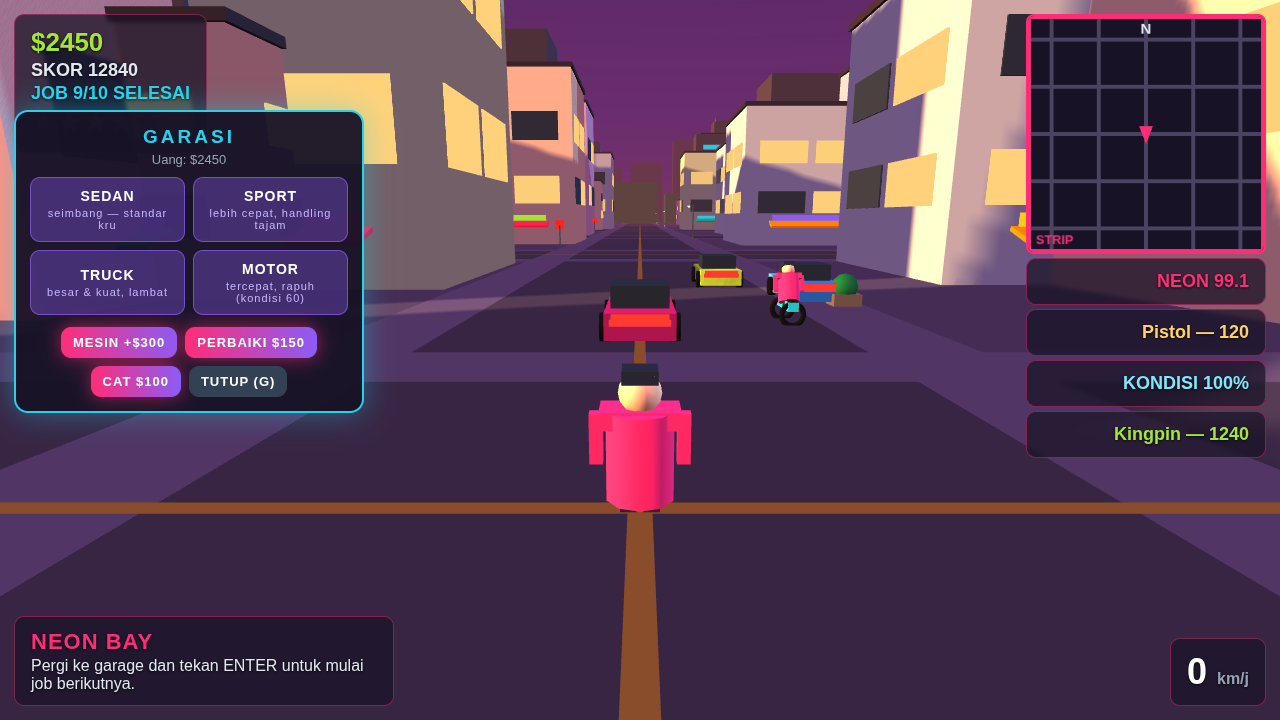 $2450
SKOR 12840
JOB 9/10 SELESAI
GARASI
Uang: $2450
SEDAN
seimbang — standar
kru
SPORT
lebih cepat, handling
tajam
TRUCK
besar & kuat, lambat
MOTOR
tercepat, rapuh
(kondisi 60)
MESIN +$300
PERBAIKI $150
CAT $100
TUTUP (G)
N
STRIP
NEON 99.1
Pistol — 120
KONDISI 100%
Kingpin — 1240
NEON BAY
Pergi ke garage dan tekan ENTER untuk mulai
job berikutnya.
0 km/j